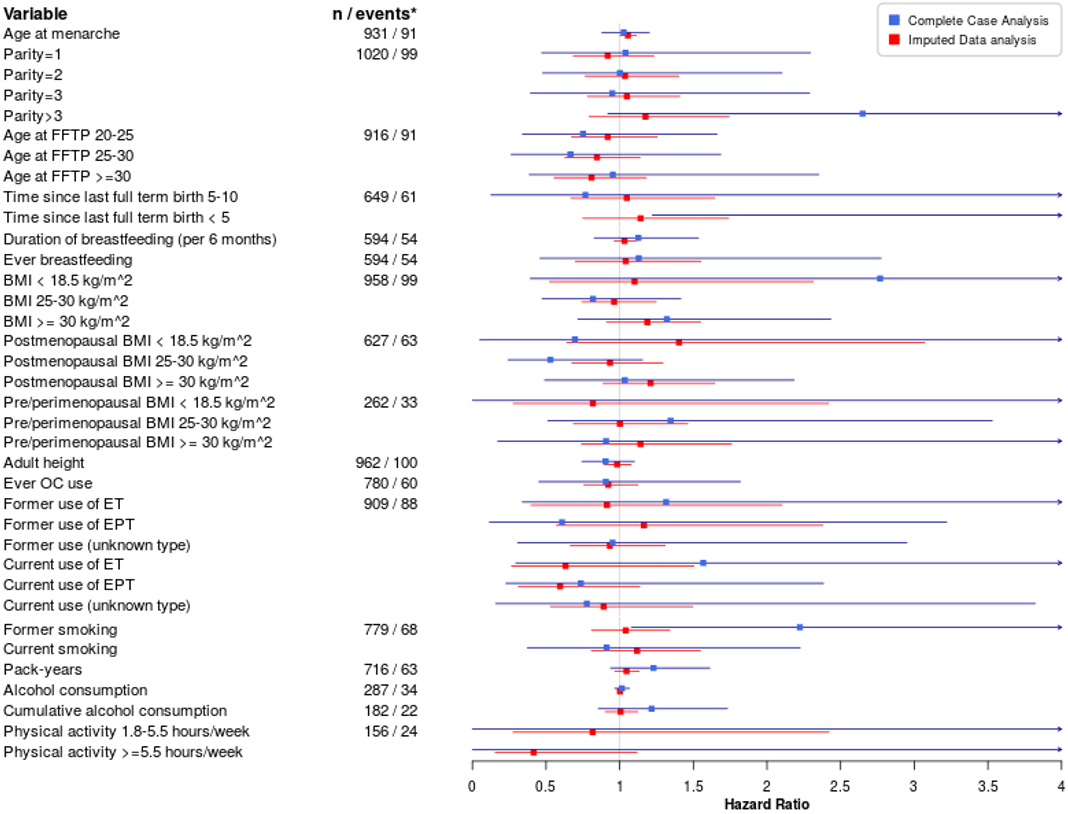 Variable n / events*
Complete Case Analysis
Imputed Data analysis
Age at menarche 931 / 91
Parity=1 1020 / 99
Parity=2
Parity=3
Parity>3
Age at FFTP 20-25 916 / 91
Age at FFTP 25-30
Age at FFTP >=30
Time since last full term birth 5-10 649 / 61
Time since last full term birth < 5
Duration of breastfeeding (per 6 months) 594 / 54
Ever breastfeeding 594 / 54
BMI < 18.5 kg/m^2 958 / 99
BMI 25-30 kg/m^2
BMI >= 30 kg/m^2
Postmenopausal BMI < 18.5 kg/m^2 627 / 63
Postmenopausal BMI 25-30 kg/m^2
Postmenopausal BMI >= 30 kg/m^2
Pre/perimenopausal BMI < 18.5 kg/m^2 262 / 33
Pre/perimenopausal BMI 25-30 kg/m^2
Pre/perimenopausal BMI >= 30 kg/m^2
Adult height 962 / 100
Ever OC use 780 / 60
Former use of ET 909 / 88
Former use of EPT
Former use (unknown type)
Current use of ET
Current use of EPT
Current use (unknown type)
Former smoking 779 / 68
Current smoking
Pack-years 716 / 63
Alcohol consumption 287 / 34
Cumulative alcohol consumption 182 / 22
Physical activity 1.8-5.5 hours/week 156 / 24
Physical activity >=5.5 hours/week
0 0.5 1 1.5 2 2.5 3 3.5 4
Hazard Ratio